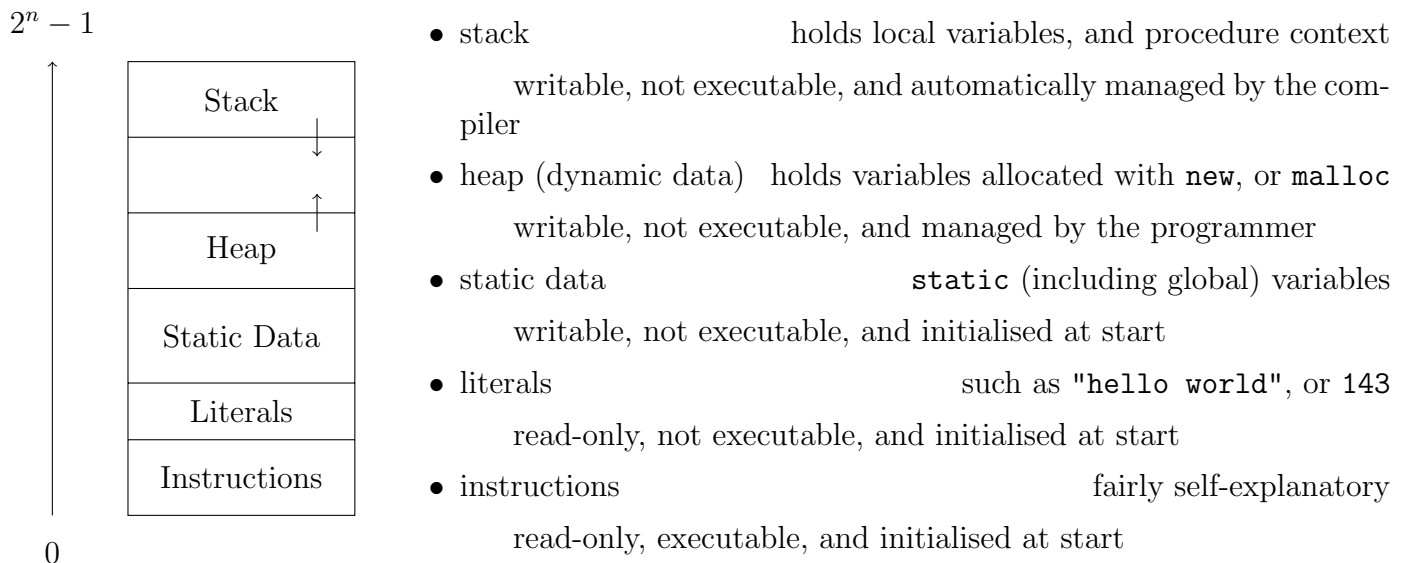 2^n − 1
Stack
Heap
Static Data
Literals
Instructions
0
• stack holds local variables, and procedure context
writable, not executable, and automatically managed by the com-
piler
• heap (dynamic data) holds variables allocated with new, or malloc
writable, not executable, and managed by the programmer
• static data static (including global) variables
writable, not executable, and initialised at start
• literals such as "hello world", or 143
read-only, not executable, and initialised at start
• instructions fairly self-explanatory
read-only, executable, and initialised at start